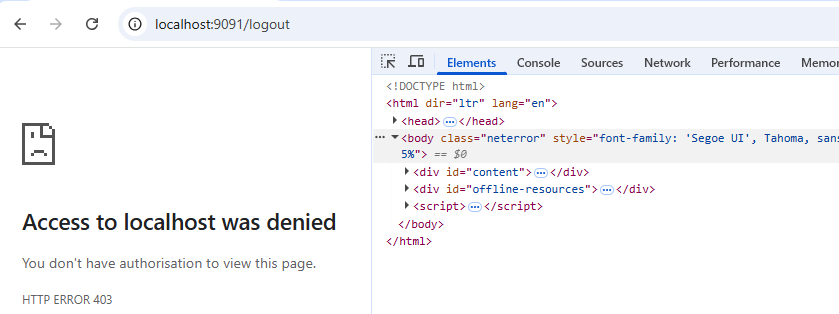 localhost:9091/logout
Elements Console Sources Network Performance Memor
<!DOCTYPE html>
<html dir="ltr" lang="en">
<head> ⋯ </head>
⋯ <body class="neterror" style="font-family: 'Segoe UI', Tahoma, sans
5%"> == $0
<div id="content"> ⋯ </div>
<div id="offline-resources"> ⋯ </div>
<script> ⋯ </script>
</body>
</html>
Access to localhost was denied
You don't have authorisation to view this page.
HTTP ERROR 403